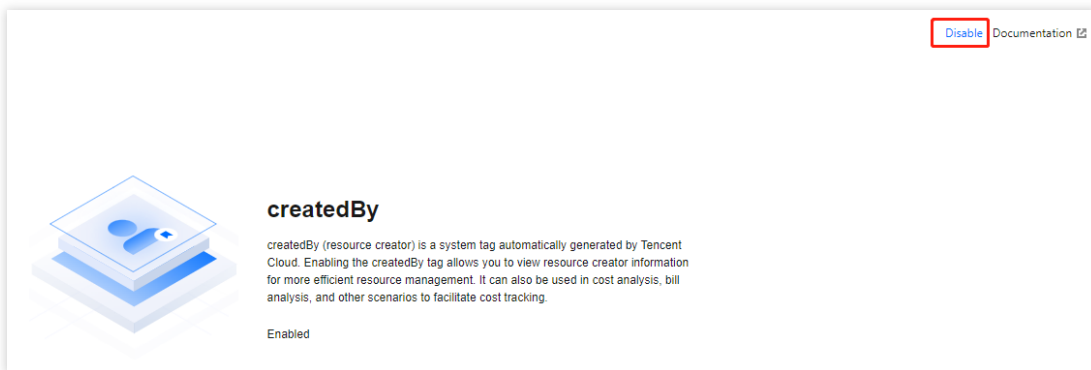 Disable Documentation
createdBy
createdBy (resource creator) is a system tag automatically generated by Tencent
Cloud. Enabling the createdBy tag allows you to view resource creator information
for more efficient resource management. It can also be used in cost analysis, bill
analysis, and other scenarios to facilitate cost tracking.
Enabled